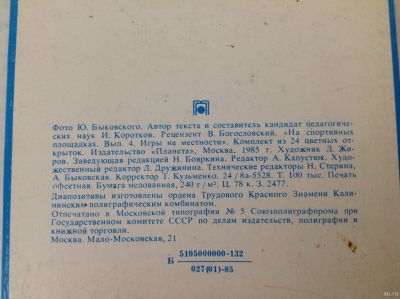 Фото Ю. Быковского. Автор текста и составитель кандидат педагогиче-
ских наук И. Коротков. Рецензент В. Богословский. «На спортивных
площадках. Вып. 4. Игры на местности». Комплект из 24 цветных от-
крыток. Издательство «Планета», Москва, 1985 г. Художник Д. Жи-
ров. Заведующая редакцией Н. Бояркина. Редактор А. Капустюк. Худо-
жественный редактор Л. Дружинина. Технические редакторы Н. Стерина,
А. Быковская. Корректор Т. Кузьменко. 24 / 8а-5528. Т. 100 тыс. Печать
офсетная. Бумага мелованная, 240 г / м². Ц. 78 к. З. 2477.
Диапозитивы изготовлены ордена Трудового Красного Знамени Кали-
нинским полиграфическим комбинатом.
Отпечатано в Московской типографии № 5 Союзполиграфпрома при
Государственном комитете СССР по делам издательств, полиграфии и
книжной торговли.
Москва. Мало-Московская, 21
Б 5105000000-132
027(01)-85
au.ru